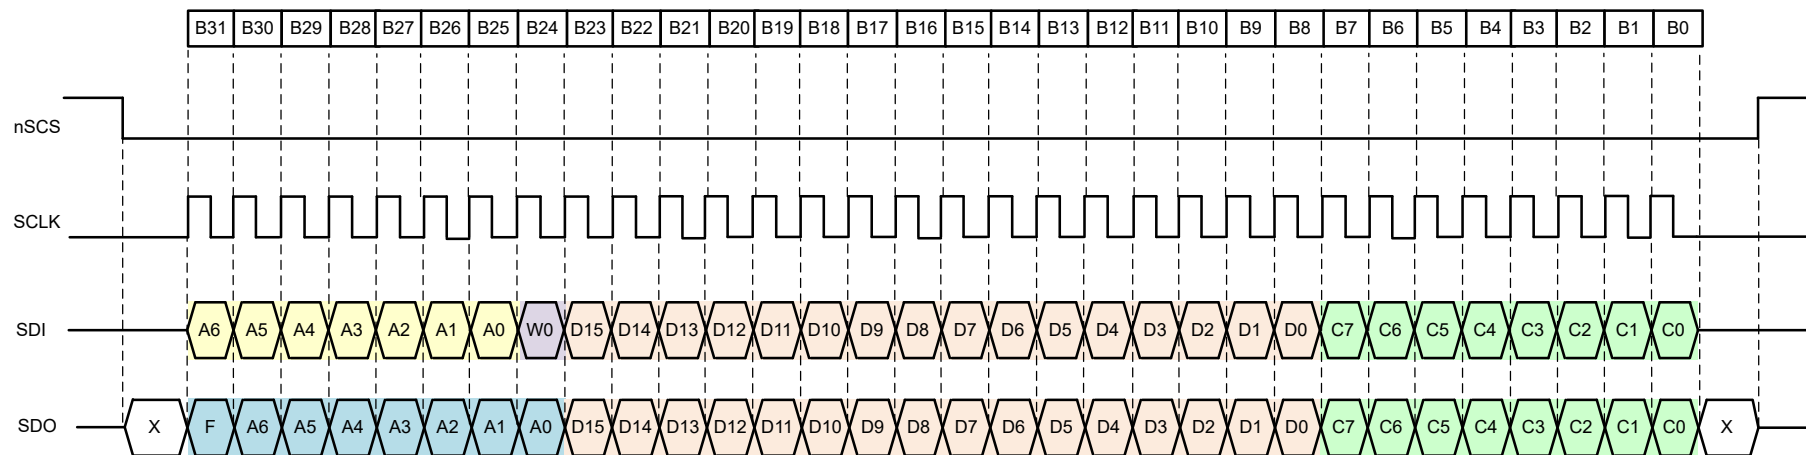 B31 B30 B29 B28 B27 B26 B25 B24 B23 B22 B21 B20 B19 B18 B17 B16 B15 B14 B13 B12 B11 B10 B9 B8 B7 B6 B5 B4 B3 B2 B1 B0
nSCS
SCLK
SDI A6 A5 A4 A3 A2 A1 A0 W0 D15 D14 D13 D12 D11 D10 D9 D8 D7 D6 D5 D4 D3 D2 D1 D0 C7 C6 C5 C4 C3 C2 C1 C0
SDO X F A6 A5 A4 A3 A2 A1 A0 D15 D14 D13 D12 D11 D10 D9 D8 D7 D6 D5 D4 D3 D2 D1 D0 C7 C6 C5 C4 C3 C2 C1 C0 X